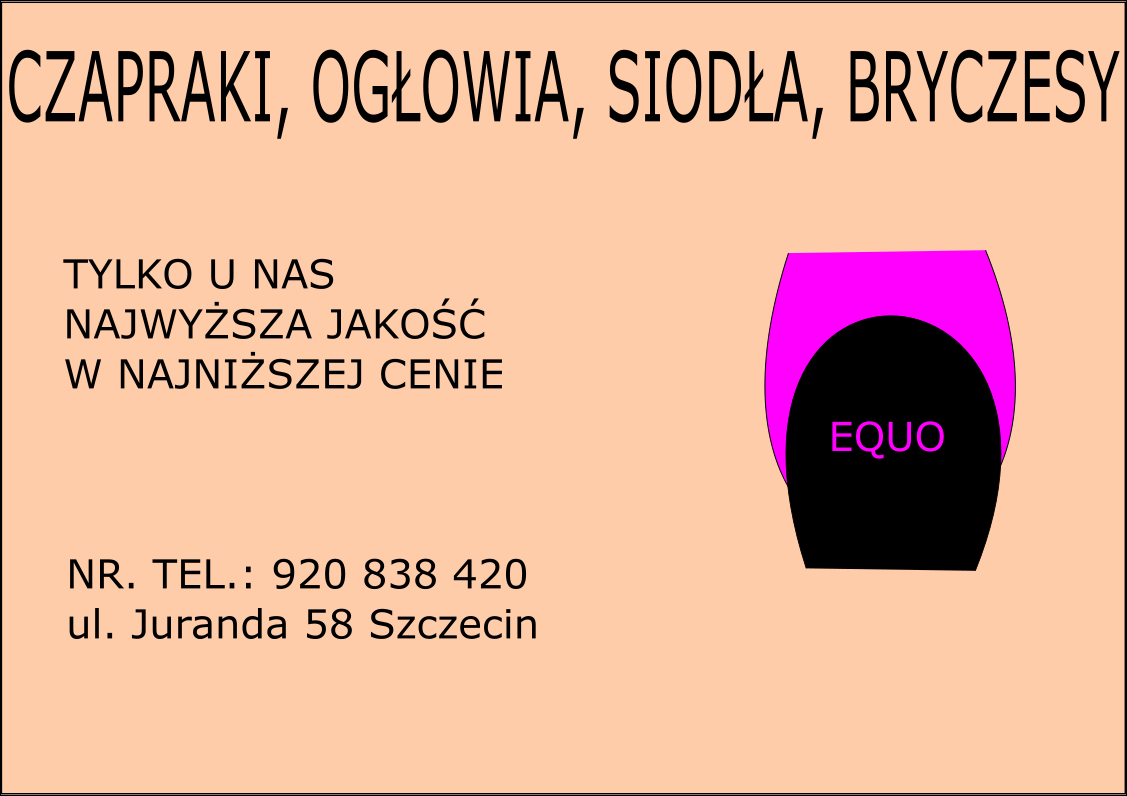 CZAPRAKI, OGŁOWIA, SIODŁA, BRYCZESY
TYLKO U NAS
NAJWYŻSZA JAKOŚĆ
W NAJNIŻSZEJ CENIE
EQUO
NR. TEL.: 920 838 420
ul. Juranda 58 Szczecin